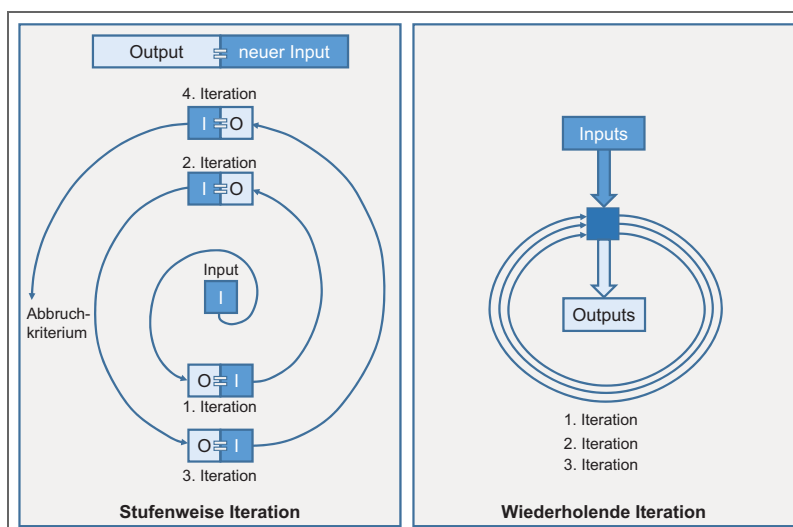 Output = neuer Input
4. Iteration
I = O
2. Iteration
I = O
Input
I
Abbruch-
kriterium
O = I
1. Iteration
O = I
3. Iteration
Stufenweise Iteration
Inputs
Outputs
1. Iteration
2. Iteration
3. Iteration
Wiederholende Iteration